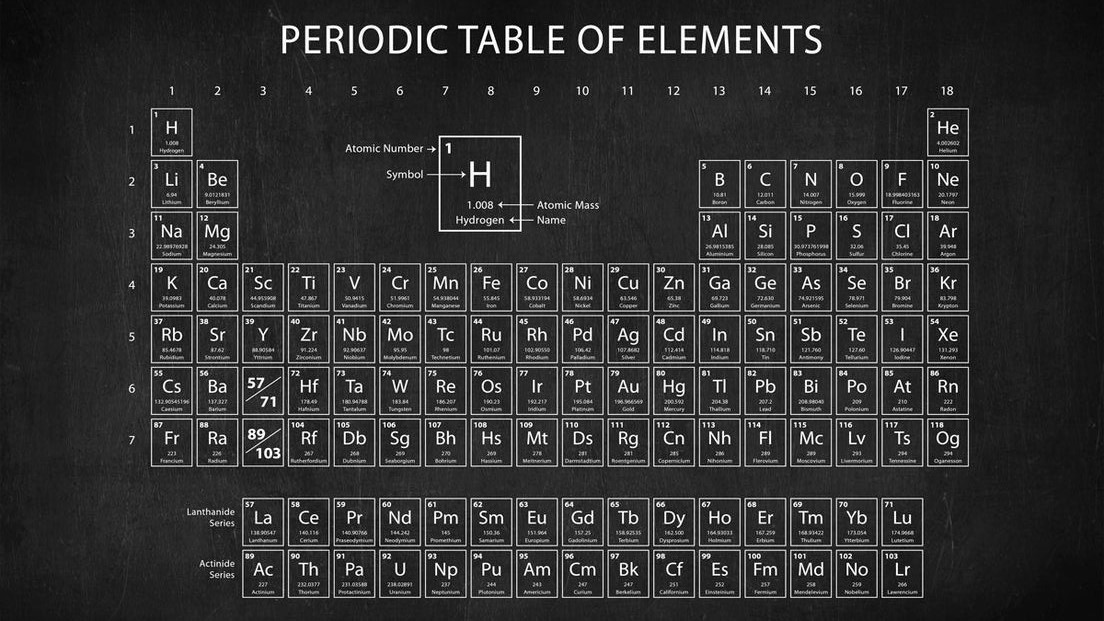 PERIODIC TABLE OF ELEMENTS
1 2 3 4 5 6 7 8 9 10 11 12 13 14 15 16 17 18
1
1 H 1.008 Hydrogen
2 He 4.002602 Helium
Atomic Number
Symbol
1
H
1.008
Hydrogen
Atomic Mass
Name
2
3 Li 6.94 Lithium
4 Be 9.0121831 Beryllium
5 B 10.81 Boron
6 C 12.011 Carbon
7 N 14.007 Nitrogen
8 O 15.999 Oxygen
9 F 18.998403163 Fluorine
10 Ne 20.1797 Neon
3
11 Na 22.98976928 Sodium
12 Mg 24.305 Magnesium
13 Al 26.9815385 Aluminium
14 Si 28.085 Silicon
15 P 30.973761998 Phosphorus
16 S 32.06 Sulfur
17 Cl 35.45 Chlorine
18 Ar 39.948 Argon
4
19 K 39.0983 Potassium
20 Ca 40.078 Calcium
21 Sc 44.955908 Scandium
22 Ti 47.867 Titanium
23 V 50.9415 Vanadium
24 Cr 51.9961 Chromium
25 Mn 54.938044 Manganese
26 Fe 55.845 Iron
27 Co 58.933194 Cobalt
28 Ni 58.6934 Nickel
29 Cu 63.546 Copper
30 Zn 65.38 Zinc
31 Ga 69.723 Gallium
32 Ge 72.630 Germanium
33 As 74.921595 Arsenic
34 Se 78.971 Selenium
35 Br 79.904 Bromine
36 Kr 83.798 Krypton
5
37 Rb 85.4678 Rubidium
38 Sr 87.62 Strontium
39 Y 88.90584 Yttrium
40 Zr 91.224 Zirconium
41 Nb 92.90637 Niobium
42 Mo 95.95 Molybdenum
43 Tc 98 Technetium
44 Ru 101.07 Ruthenium
45 Rh 102.90550 Rhodium
46 Pd 106.42 Palladium
47 Ag 107.8682 Silver
48 Cd 112.414 Cadmium
49 In 114.818 Indium
50 Sn 118.710 Tin
51 Sb 121.760 Antimony
52 Te 127.60 Tellurium
53 I 126.90447 Iodine
54 Xe 131.293 Xenon
6
55 Cs 132.90545196 Caesium
56 Ba 137.327 Barium
57/71
72 Hf 178.49 Hafnium
73 Ta 180.94788 Tantalum
74 W 183.84 Tungsten
75 Re 186.207 Rhenium
76 Os 190.23 Osmium
77 Ir 192.217 Iridium
78 Pt 195.084 Platinum
79 Au 196.966569 Gold
80 Hg 200.592 Mercury
81 Tl 204.38 Thallium
82 Pb 207.2 Lead
83 Bi 208.98040 Bismuth
84 Po 209 Polonium
85 At 210 Astatine
86 Rn 222 Radon
7
87 Fr 223 Francium
88 Ra 226 Radium
89/103
104 Rf 267 Rutherfordium
105 Db 268 Dubnium
106 Sg 269 Seaborgium
107 Bh 270 Bohrium
108 Hs 269 Hassium
109 Mt 278 Meitnerium
110 Ds 281 Darmstadtium
111 Rg 281 Roentgenium
112 Cn 285 Copernicium
113 Nh 286 Nihonium
114 Fl 289 Flerovium
115 Mc 289 Moscovium
116 Lv 293 Livermorium
117 Ts 294 Tennessine
118 Og 294 Oganesson
Lanthanide
Series
57 La 138.90547 Lanthanum
58 Ce 140.116 Cerium
59 Pr 140.90766 Praseodymium
60 Nd 144.242 Neodymium
61 Pm 145 Promethium
62 Sm 150.36 Samarium
63 Eu 151.964 Europium
64 Gd 157.25 Gadolinium
65 Tb 158.92535 Terbium
66 Dy 162.500 Dysprosium
67 Ho 164.93033 Holmium
68 Er 167.259 Erbium
69 Tm 168.93422 Thulium
70 Yb 173.054 Ytterbium
71 Lu 174.9668 Lutetium
Actinide
Series
89 Ac 227 Actinium
90 Th 232.0377 Thorium
91 Pa 231.03588 Protactinium
92 U 238.02891 Uranium
93 Np 237 Neptunium
94 Pu 244 Plutonium
95 Am 243 Americium
96 Cm 247 Curium
97 Bk 247 Berkelium
98 Cf 251 Californium
99 Es 252 Einsteinium
100 Fm 257 Fermium
101 Md 258 Mendelevium
102 No 259 Nobelium
103 Lr 266 Lawrencium